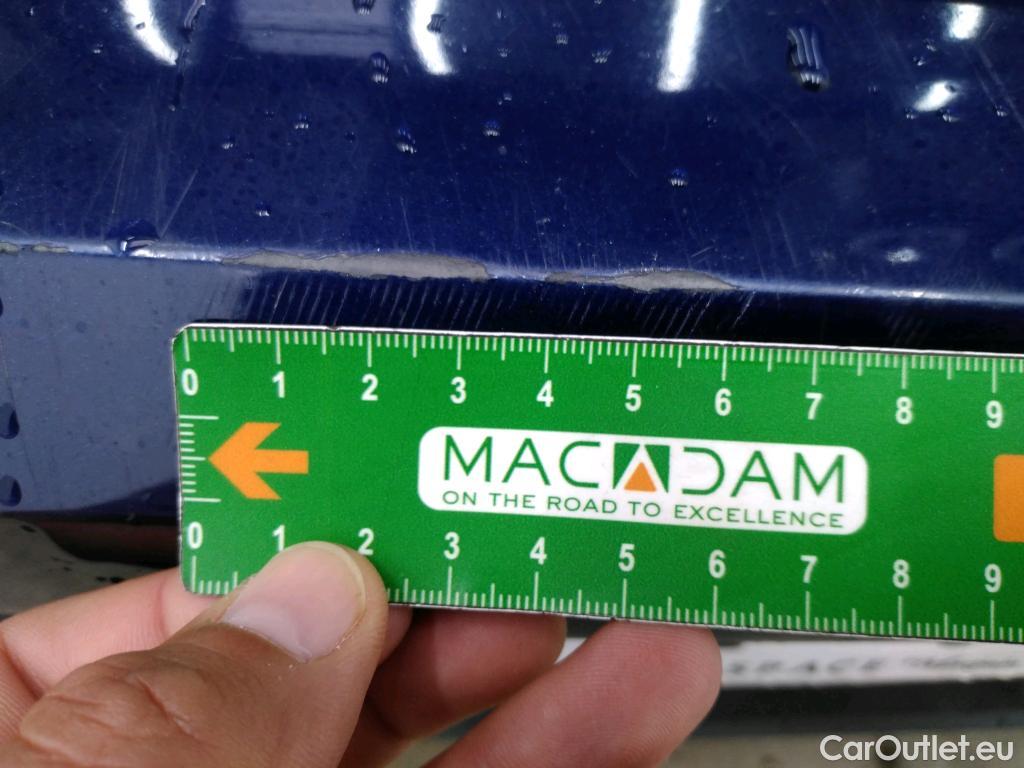 0 1 2 3 4 5 6 7 8 9
MACADAM
ON THE ROAD TO EXCELLENCE
0 1 2 3 4 5 6 7 8 9
CarOutlet.eu